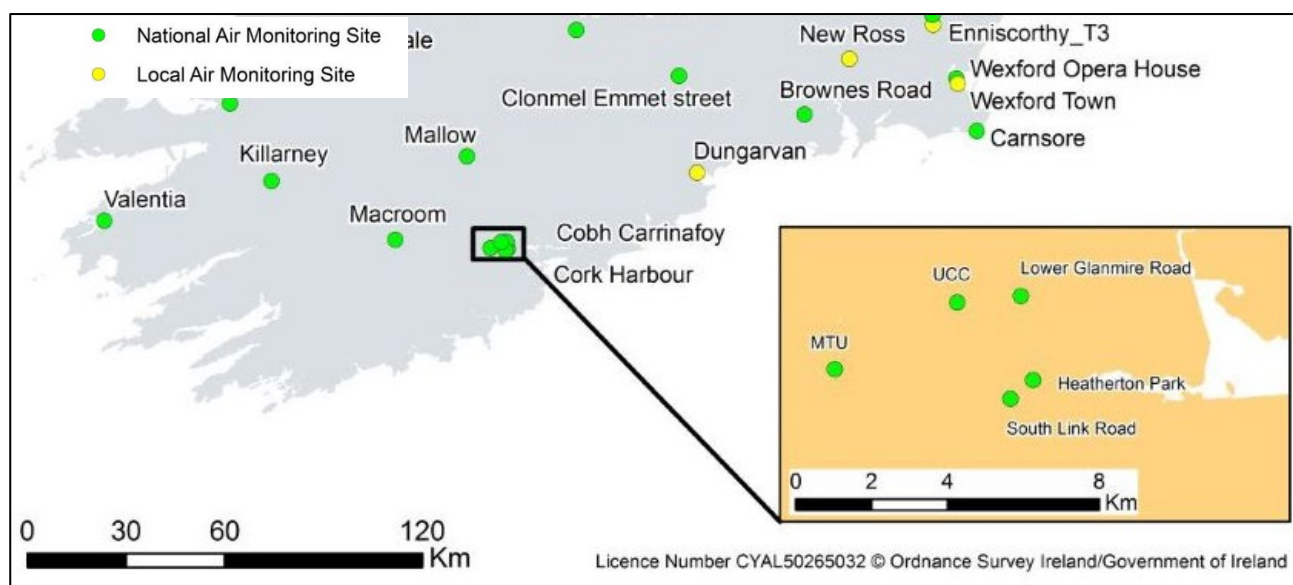 National Air Monitoring Site
Local Air Monitoring Site
ale
New Ross
Enniscorthy_T3
Wexford Opera House
Clonmel Emmet street
Brownes Road
Wexford Town
Mallow
Carnsore
Killarney
Dungarvan
Valentia
Macroom
Cobh Carrinafoy
Cork Harbour
UCC
Lower Glanmire Road
MTU
Heatherton Park
South Link Road
0 2 4 8
Km
0 30 60 120
Km
Licence Number CYAL50265032 © Ordnance Survey Ireland/Government of Ireland